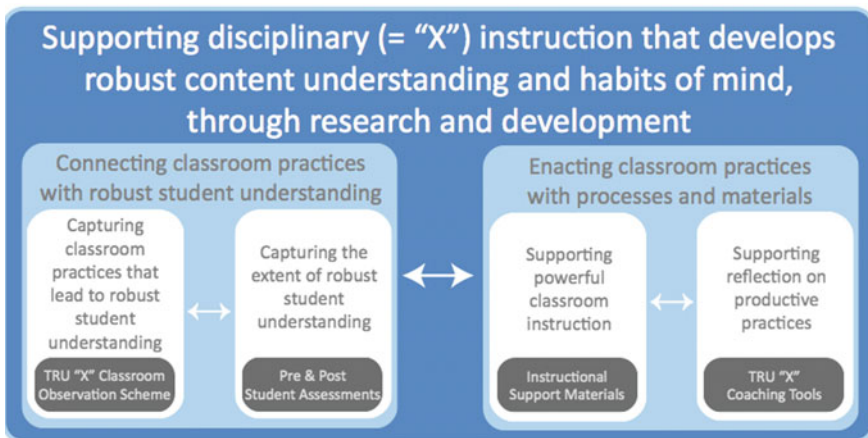 Supporting disciplinary (= “X”) instruction that develops
robust content understanding and habits of mind,
through research and development
Connecting classroom practices
with robust student understanding
Capturing
classroom
practices that
lead to robust
student
understanding
TRU “X” Classroom
Observation Scheme
Capturing the
extent of robust
student
understanding
Pre & Post
Student Assessments
Enacting classroom practices
with processes and materials
Supporting
powerful
classroom
instruction
Instructional
Support Materials
Supporting
reflection on
productive
practices
TRU “X”
Coaching Tools